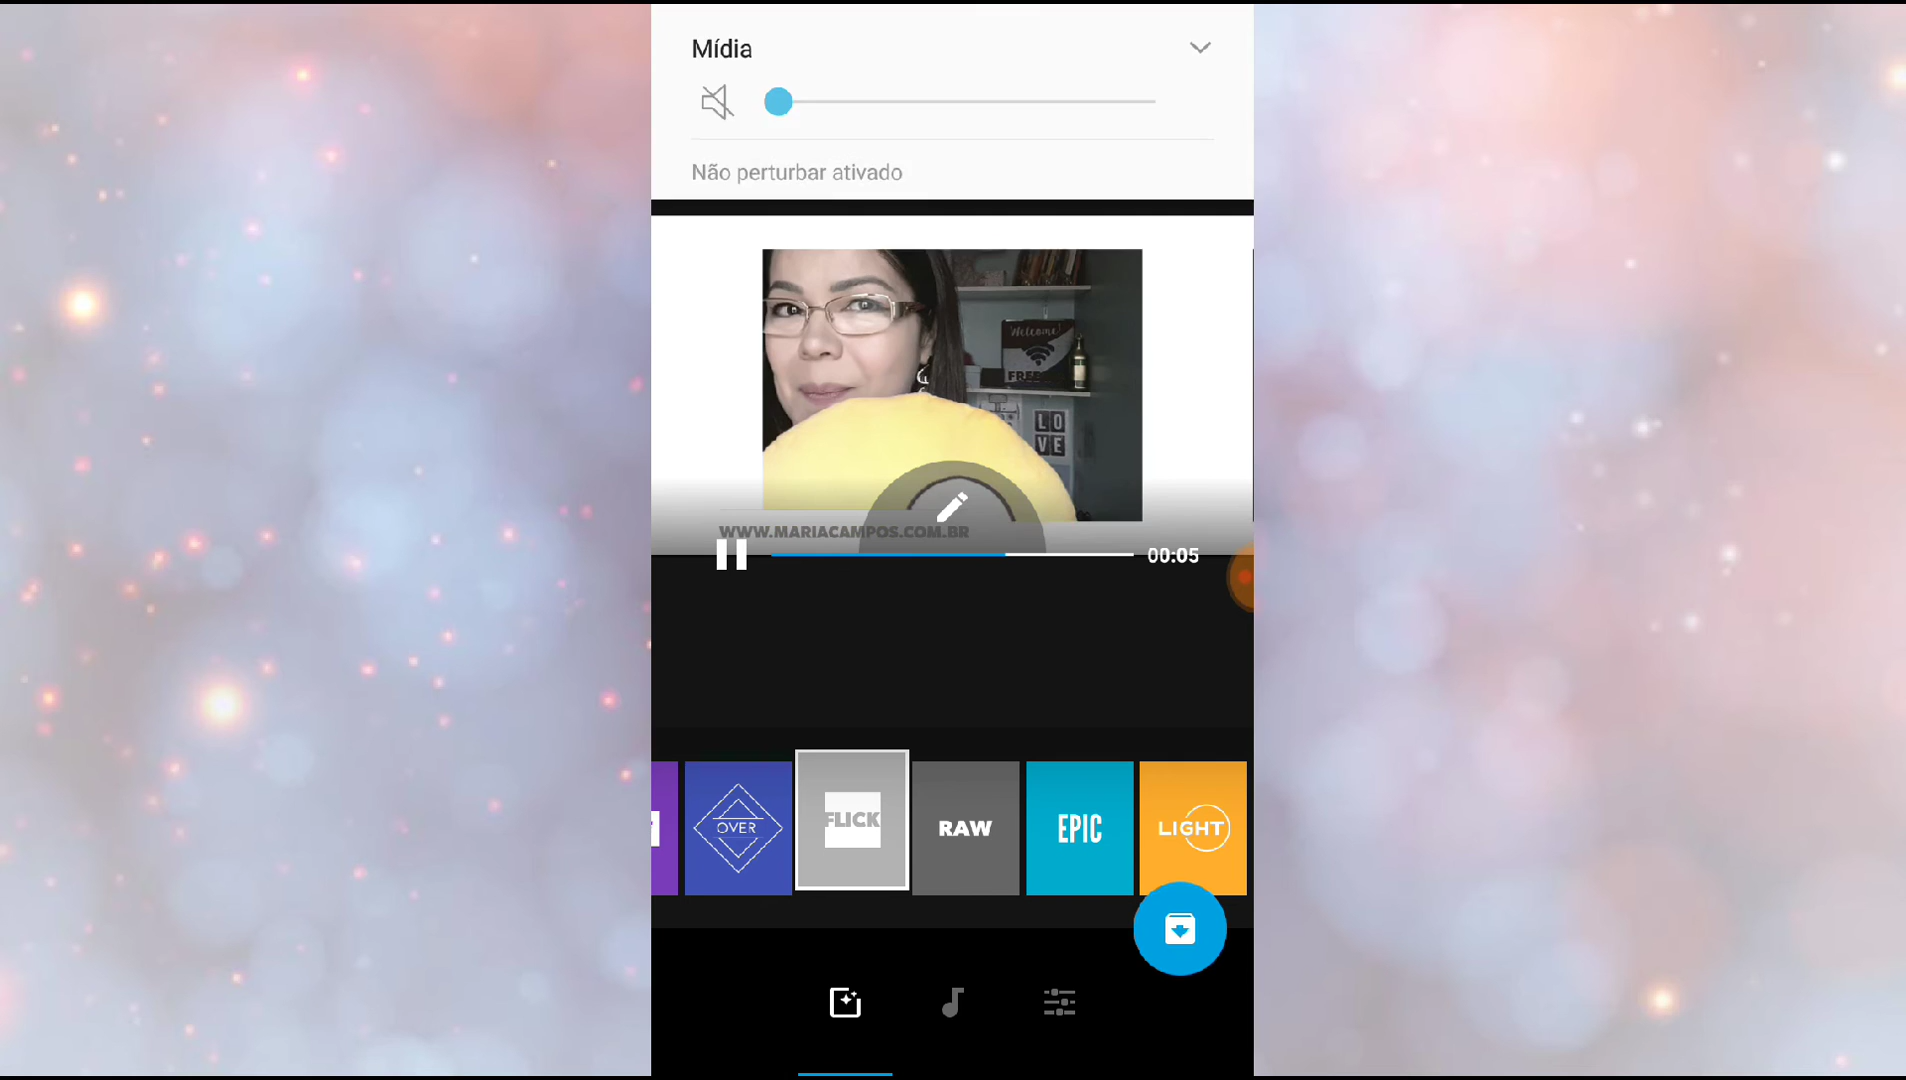 Mídia
Não perturbar ativado
Welcome!
FREE
LO
VE
WWW.MARIACAMPOS.COM.BR
00:05
OVER
FLICK
RAW
EPIC
LIGHT